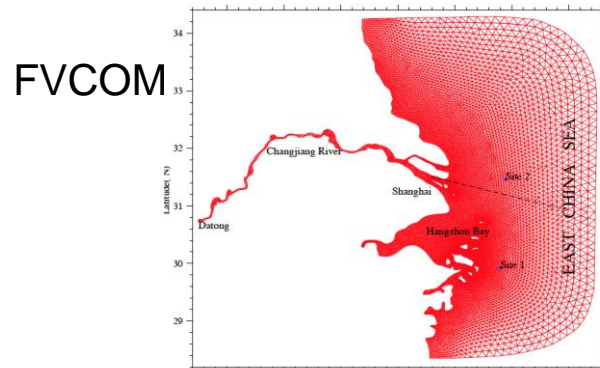 FVCOM
34
33
32
31
30
29
Latitude( N)
Changjiang River
Shanghai
Datong
Hangzhou Bay
Site 2
Site 1
EAST CHINA SEA